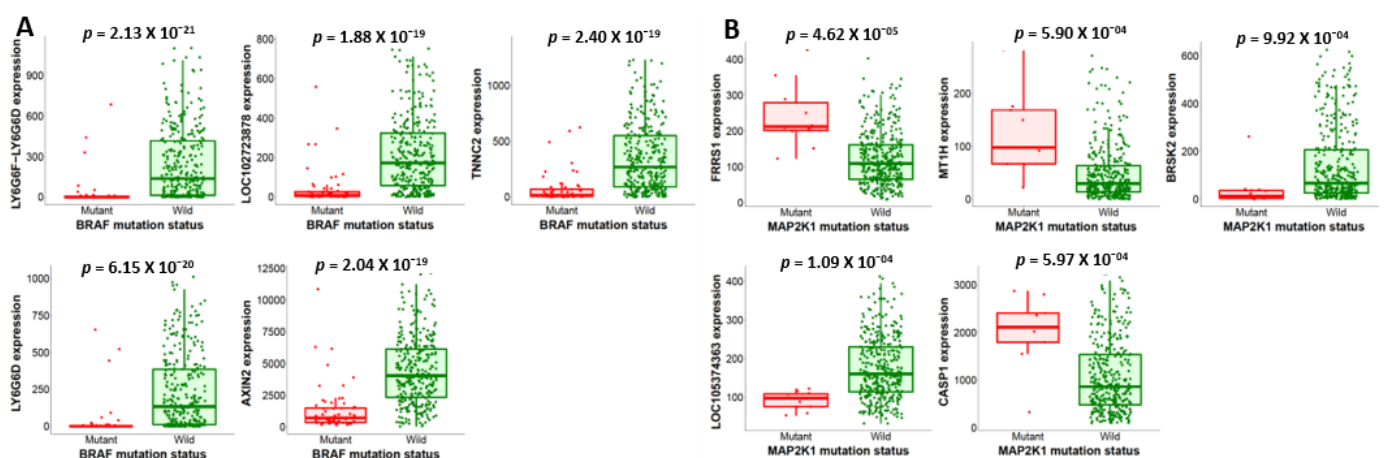 A
p = 2.13 X 10⁻²¹
LY6G6F−LY6G6D expression
900
600
300
0
Mutant Wild
BRAF mutation status
p = 1.88 X 10⁻¹⁹
LOC102723878 expression
800
600
400
200
0
Mutant Wild
BRAF mutation status
p = 2.40 X 10⁻¹⁹
TNNC2 expression
1000
500
0
Mutant Wild
BRAF mutation status
p = 6.15 X 10⁻²⁰
LY6G6D expression
1000
750
500
250
0
Mutant Wild
BRAF mutation status
p = 2.04 X 10⁻¹⁹
AXIN2 expression
12500
10000
7500
5000
2500
0
Mutant Wild
BRAF mutation status
B
p = 4.62 X 10⁻⁰⁵
FRRS1 expression
400
300
200
100
0
Mutant Wild
MAP2K1 mutation status
p = 5.90 X 10⁻⁰⁴
MT1H expression
200
100
0
Mutant Wild
MAP2K1 mutation status
p = 9.92 X 10⁻⁰⁴
BRSK2 expression
600
400
200
0
Mutant Wild
MAP2K1 mutation status
p = 1.09 X 10⁻⁰⁴
LOC105374363 expression
400
300
200
100
Mutant Wild
MAP2K1 mutation status
p = 5.97 X 10⁻⁰⁴
CASP1 expression
3000
2000
1000
0
Mutant Wild
MAP2K1 mutation status